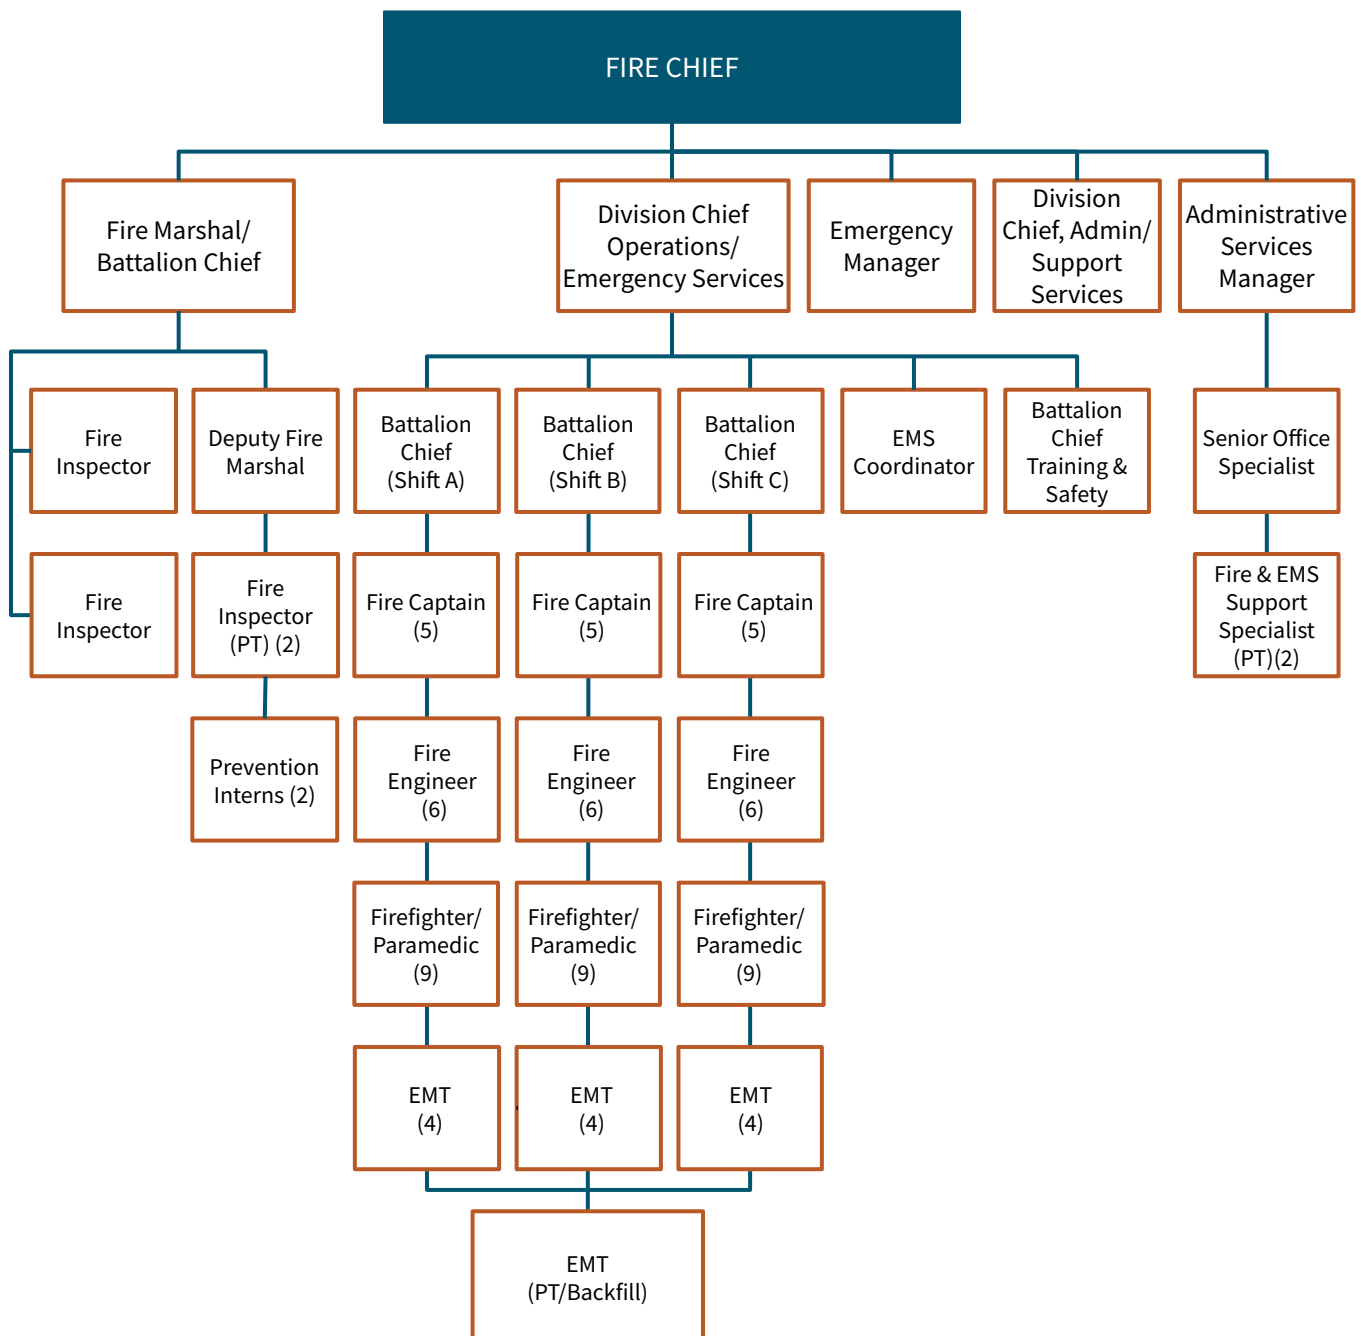 FIRE CHIEF
Fire Marshal/
Battalion Chief
Division Chief
Operations/
Emergency Services
Emergency
Manager
Division
Chief, Admin/
Support
Services
Administrative
Services
Manager
Fire
Inspector
Deputy Fire
Marshal
Battalion
Chief
(Shift A)
Battalion
Chief
(Shift B)
Battalion
Chief
(Shift C)
EMS
Coordinator
Battalion
Chief
Training &
Safety
Senior Office
Specialist
Fire
Inspector
Fire
Inspector
(PT) (2)
Fire Captain
(5)
Fire Captain
(5)
Fire Captain
(5)
Fire & EMS
Support
Specialist
(PT)(2)
Prevention
Interns (2)
Fire
Engineer
(6)
Fire
Engineer
(6)
Fire
Engineer
(6)
Firefighter/
Paramedic
(9)
Firefighter/
Paramedic
(9)
Firefighter/
Paramedic
(9)
EMT
(4)
EMT
(4)
EMT
(4)
EMT
(PT/Backfill)